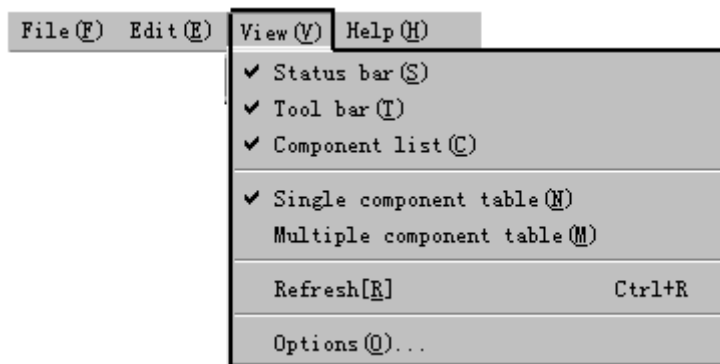 File(F) Edit(E) View(V) Help(H)
Status bar(S)
Tool bar(T)
Component list(C)
Single component table(N)
Multiple component table(M)
Refresh[R] Ctrl+R
Options(O)...